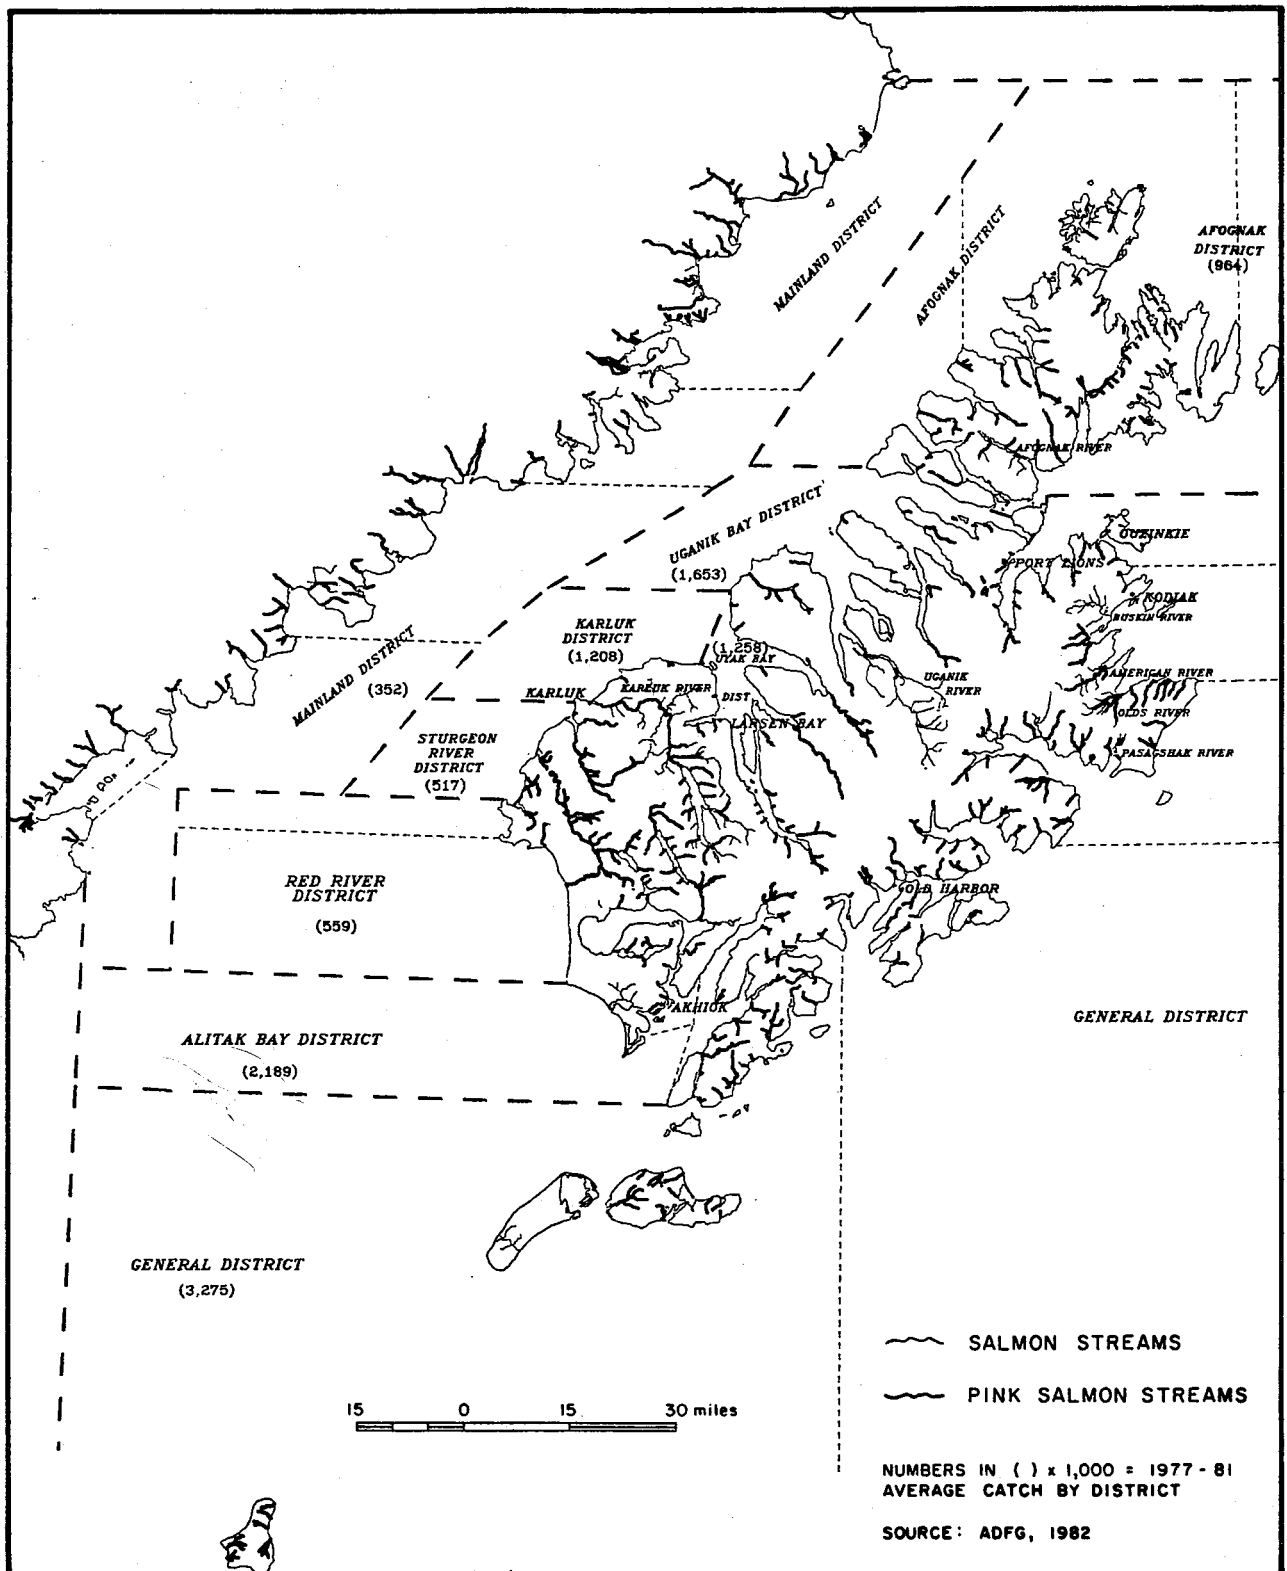 MAINLAND DISTRICT
AFOGNAK DISTRICT
AFOGNAK
DISTRICT
(964)
AFOGNAK RIVER
UGANIK BAY DISTRICT
(1,653)
OUZINKIE
PORT LIONS
KODIAK
BUSKIN RIVER
KARLUK
DISTRICT
(1,208)
(1,258)
UYAK BAY
DIST
MAINLAND DISTRICT
(352)
KARLUK
KARLUK RIVER
UGANIK
RIVER
AMERICAN RIVER
OLDS RIVER
LARSEN BAY
PASAGSHAK RIVER
STURGEON
RIVER
DISTRICT
(517)
RED RIVER
DISTRICT
(559)
OLD HARBOR
AKHIOK
GENERAL DISTRICT
ALITAK BAY DISTRICT
(2,189)
GENERAL DISTRICT
(3,275)
SALMON STREAMS
PINK SALMON STREAMS
15 0 15 30 miles
NUMBERS IN ( ) x 1,000 = 1977-81
AVERAGE CATCH BY DISTRICT
SOURCE: ADFG, 1982